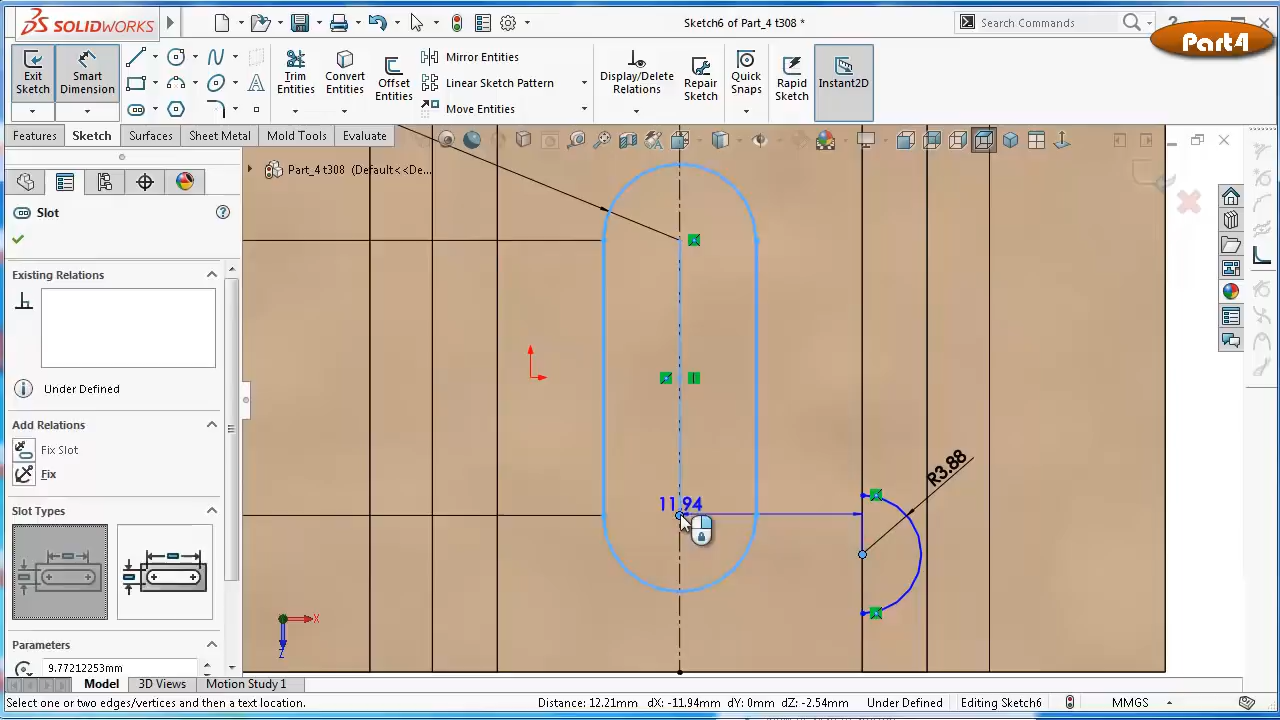 SOLIDWORKS
Sketch6 of Part_4 t308 *
Search Commands
?
Part4
Exit Sketch
Smart Dimension
Trim Entities
Convert Entities
Offset Entities
Mirror Entities
Linear Sketch Pattern
Move Entities
Display/Delete Relations
Repair Sketch
Quick Snaps
Rapid Sketch
Instant2D
Features
Sketch
Surfaces
Sheet Metal
Mold Tools
Evaluate
Part_4 t308 (Default<<De...
Slot
Existing Relations
Under Defined
Add Relations
Fix Slot
Fix
Slot Types
Parameters
9.77212253mm
11.94
R3.88
X
Z
Model
3D Views
Motion Study 1
Select one or two edges/vertices and then a text location.
Distance: 12.21mm dX: -11.94mm dY: 0mm dZ: -2.54mm
Under Defined
Editing Sketch6
MMGS